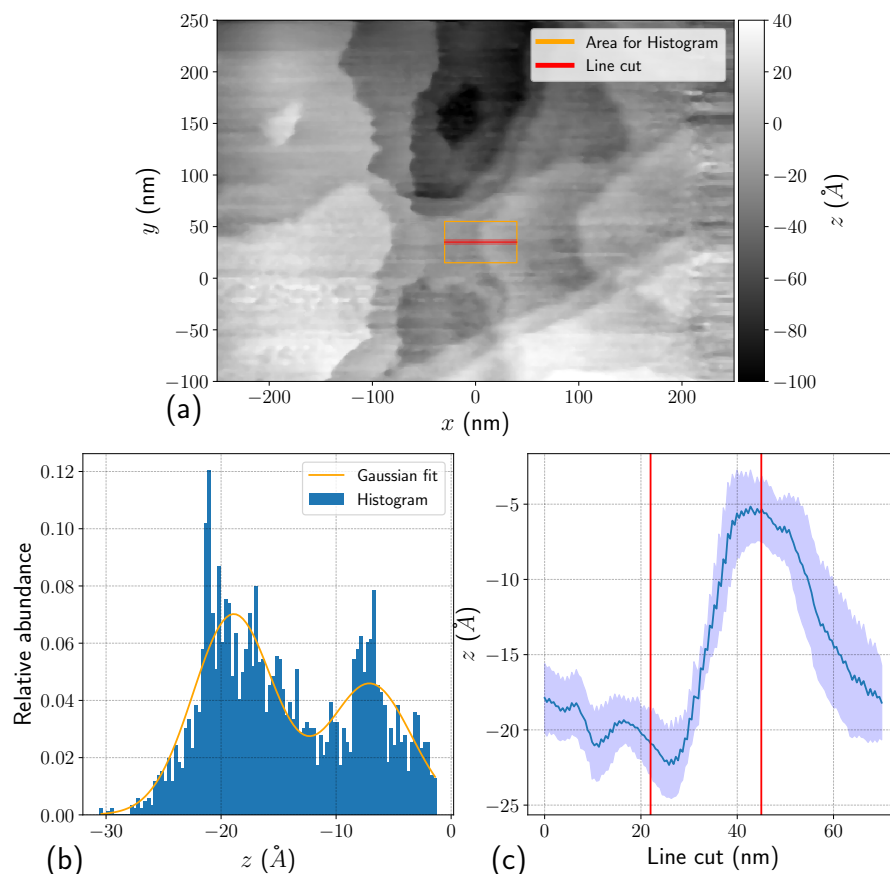 250
200
150
100
50
0
−50
−100
y (nm)
−200
−100
0
100
200
x (nm)
Area for Histogram
Line cut
40
20
0
−20
−40
−60
−80
−100
z (Å)
(a)
0.12
0.10
0.08
0.06
0.04
0.02
0.00
Relative abundance
−30
−20
−10
0
z (Å)
Gaussian fit
Histogram
(b)
−5
−10
−15
−20
−25
z (Å)
0
20
40
60
Line cut (nm)
(c)